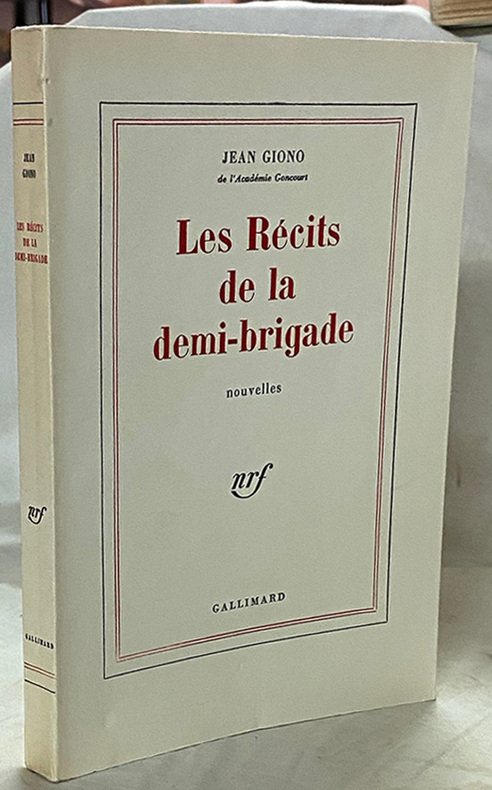 JEAN GIONO
de l'Académie Goncourt
Les Récits
de la
demi-brigade
nouvelles
nrf
GALLIMARD
JEAN
GIONO
LES RÉCITS
DE LA
DEMI-BRIGADE
nrf
GALLIMARD